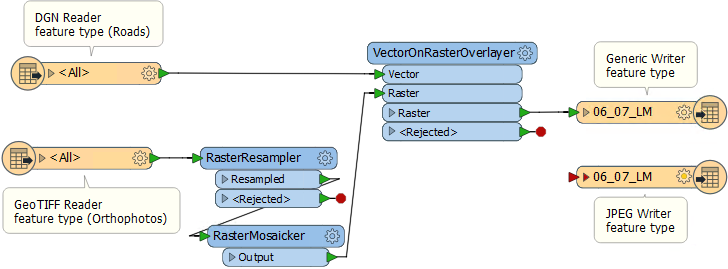 DGN Reader
feature type (Roads)
<All>
VectorOnRasterOverlayer
Vector
Raster
Raster
<Rejected>
Generic Writer
feature type
06_07_LM
<All>
GeoTIFF Reader
feature type (Orthophotos)
RasterResampler
Resampled
<Rejected>
RasterMosaicker
Output
06_07_LM
JPEG Writer
feature type